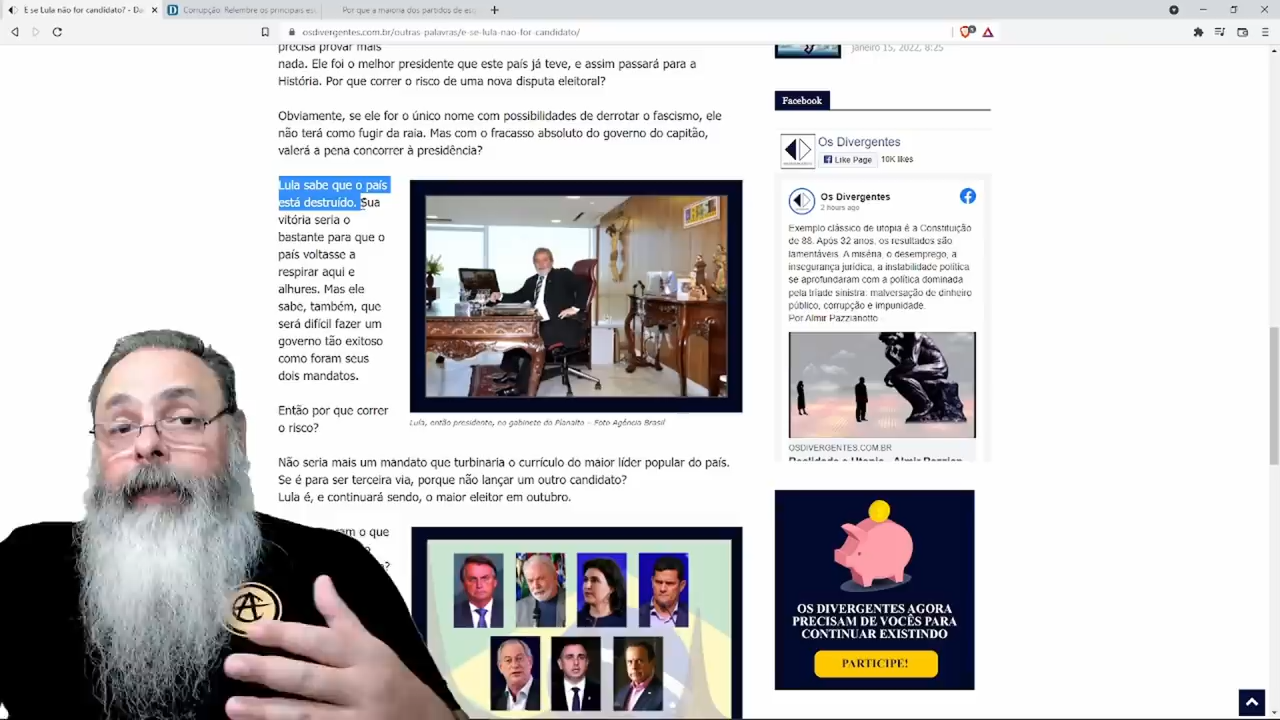 E se Lula não for candidato? - Da
Corrupção: Relembre os principais es
Por que a maioria dos partidos de es
osdivergentes.com.br/outras-palavras/e-se-lula-nao-for-candidato/
precisa provar mais
nada. Ele foi o melhor presidente que este país já teve, e assim passará para a
História. Por que correr o risco de uma nova disputa eleitoral?
Obviamente, se ele for o único nome com possibilidades de derrotar o fascismo, ele
não terá como fugir da raia. Mas com o fracasso absoluto do governo do capitão,
valerá a pena concorrer à presidência?
Lula sabe que o país
está destruído. Sua
vitória seria o
bastante para que o
país voltasse a
respirar aqui e
alhures. Mas ele
sabe, também, que
será difícil fazer um
governo tão exitoso
como foram seus
dois mandatos.
Lula, então presidente, no gabinete do Planalto - Foto Agência Brasil
Então por que correr
o risco?
Não seria mais um mandato que turbinaria o currículo do maior líder popular do país.
Se é para ser terceira via, porque não lançar um outro candidato?
Lula é, e continuará sendo, o maior eleitor em outubro.
am o que
?
janeiro 15, 2022, 8:25
Facebook
Os Divergentes
Like Page
10K likes
Os Divergentes
2 hours ago
Exemplo clássico de utopia é a Constituição
de 88. Após 32 anos, os resultados são
lamentáveis. A miséria, o desemprego, a
insegurança jurídica, a instabilidade política
se aprofundaram com a política dominada
pela tríade sinistra: malversação de dinheiro
público, corrupção e impunidade.
Por Almir Pazzianotto
OSDIVERGENTES.COM.BR
Realidade e Utopia - Almir Pazzian
OS DIVERGENTES AGORA
PRECISAM DE VOCÊS PARA
CONTINUAR EXISTINDO
PARTICIPE!